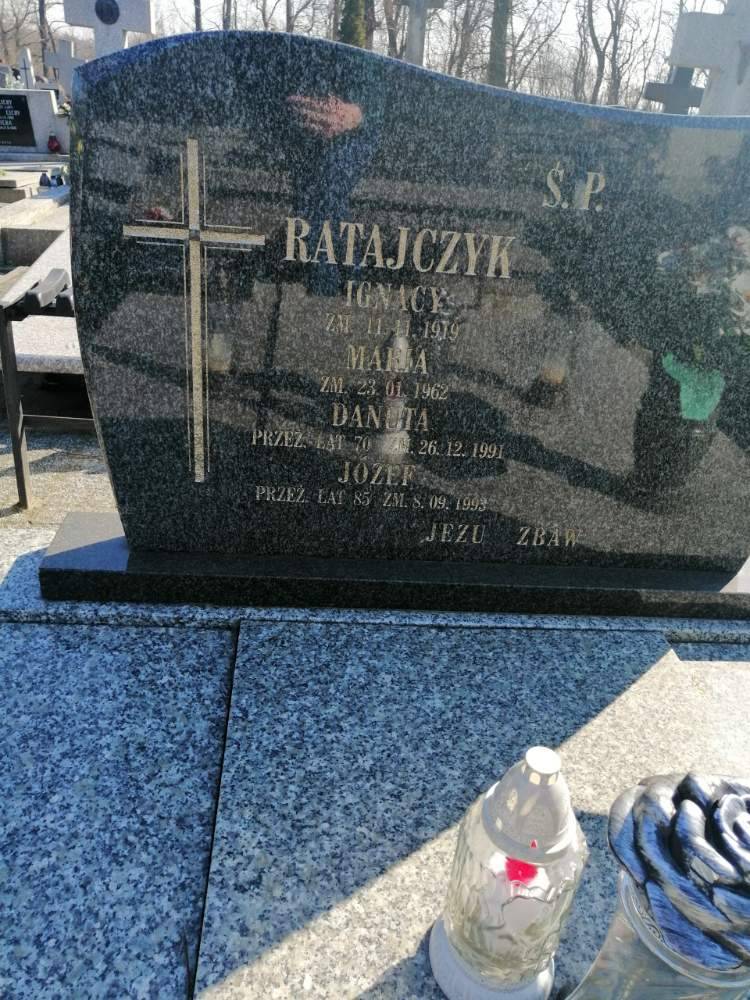 Ś. P.
RATAJCZYK
IGNACY
ZM. 11. 11. 1919
MARIA
ZM. 23. 01. 1962
DANUTA
PRZEŻ. LAT 70 ZM. 26. 12. 1991
JÓZEF
PRZEŻ. LAT 85 ZM. 8. 09. 1993
JEZU ZBAW